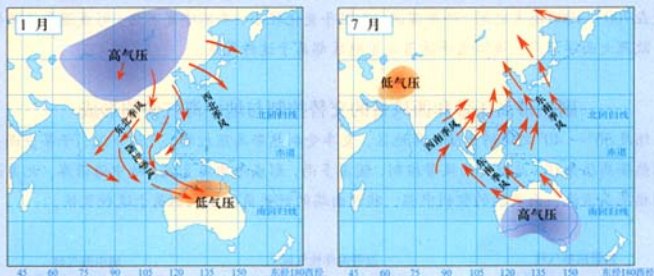 1月
高气压
西北季风
东北季风
西北季风
低气压
45 60 75 90 105 120 135 150 东经180西经
7月
低气压
东南季风
北回归线
西南季风
赤道
东南季风
高气压
南回归线
45 60 75 90 105 120 135 150 东经180西经
北回归线
赤道
南回归线